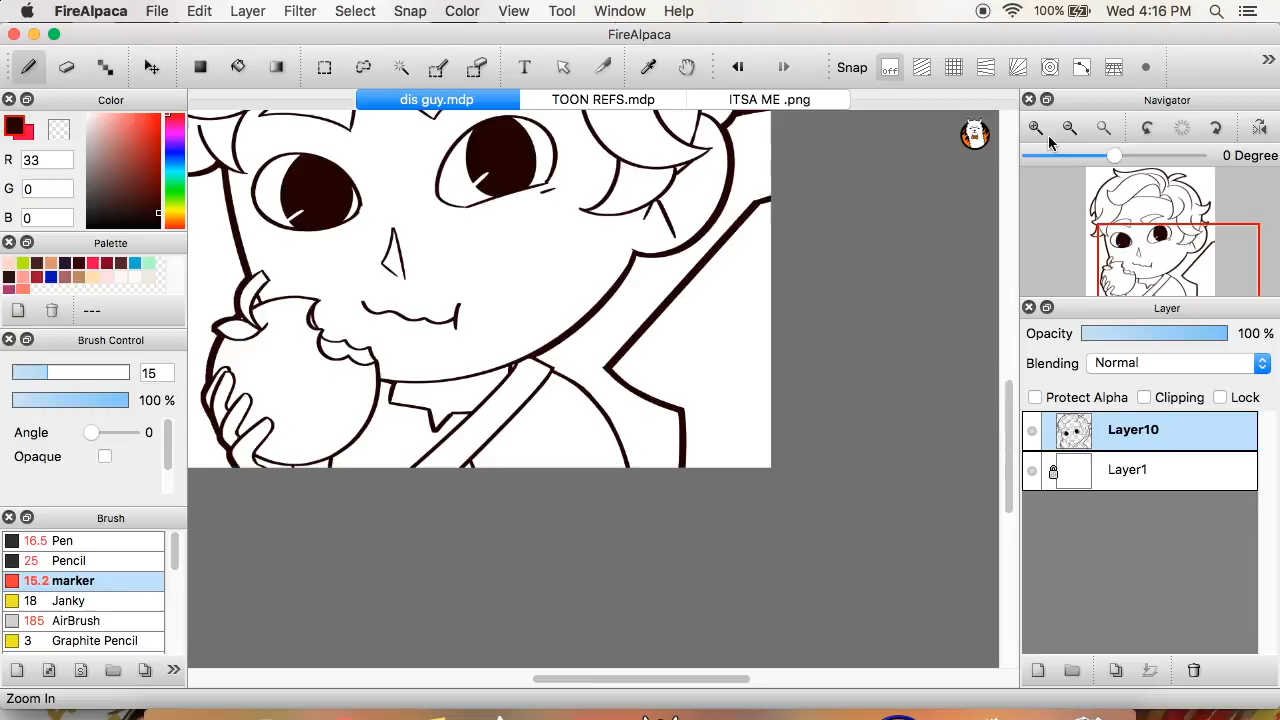 FireAlpaca File Edit Layer Filter Select Snap Color View Tool Window Help 100% Wed 4:16 PM
FireAlpaca
Snap off
dis guy.mdp TOON REFS.mdp ITSA ME .png
Color
R 33
G 0
B 0
Palette
---
Brush Control
15
100 %
Angle 0
Opaque
Brush
16.5 Pen
25 Pencil
15.2 marker
18 Janky
185 AirBrush
3 Graphite Pencil
Zoom In
Navigator
0 Degree
Layer
Opacity 100 %
Blending Normal
Protect Alpha Clipping Lock
Layer10
Layer1